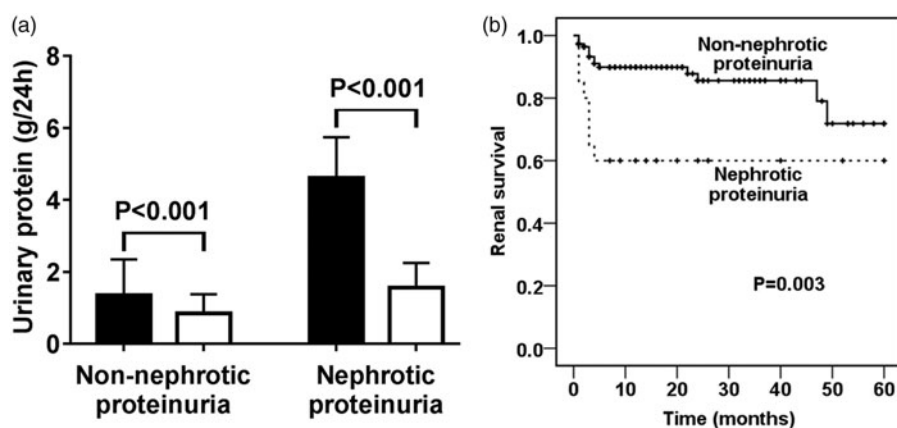 (a)
Urinary protein (g/24h)
8
6
4
2
0
P<0.001
P<0.001
Non-nephrotic
proteinuria
Nephrotic
proteinuria
(b)
Renal survival
1.0
0.8
0.6
0.4
0.2
0.0
Non-nephrotic
proteinuria
Nephrotic
proteinuria
P=0.003
0 10 20 30 40 50 60
Time (months)